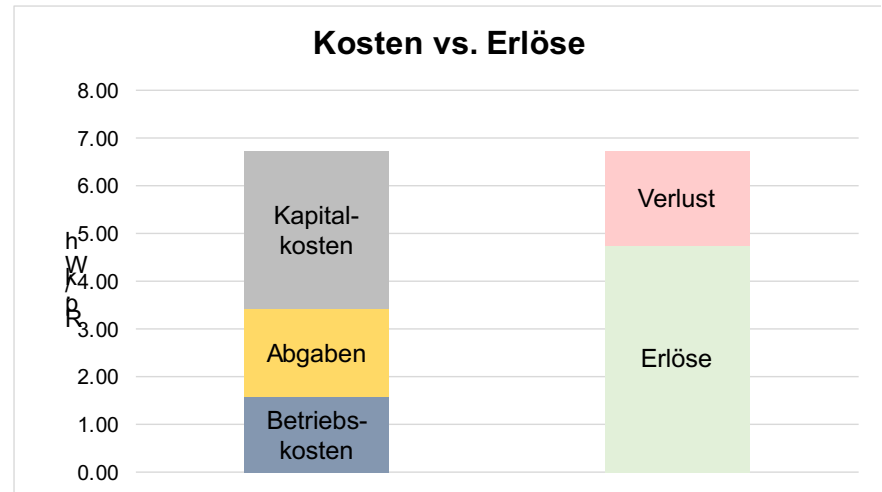 Kosten vs. Erlöse
8.00
7.00
6.00
5.00
4.00
3.00
2.00
1.00
0.00
Rp/kWh
Kapital-
kosten
Abgaben
Betriebs-
kosten
Verlust
Erlöse